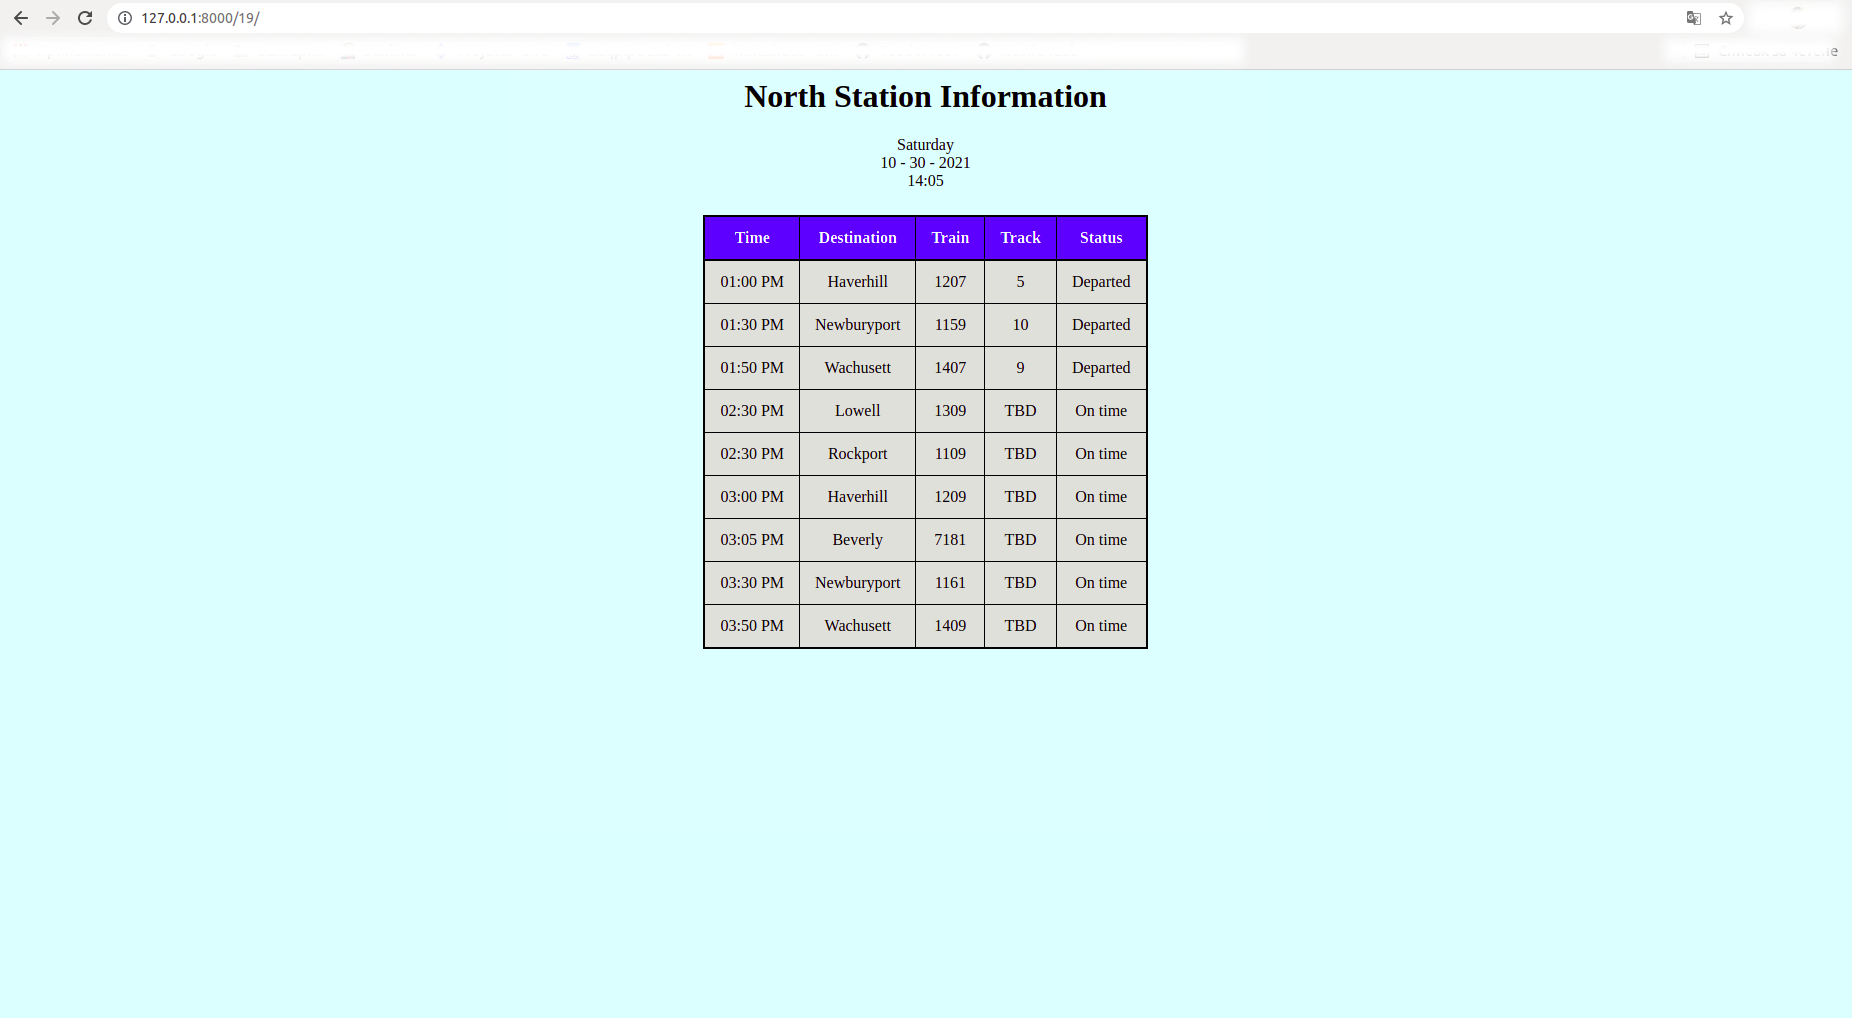 127.0.0.1:8000/19/
North Station Information
Saturday
10 - 30 - 2021
14:05
Time Destination Train Track Status
01:00 PM Haverhill 1207 5 Departed
01:30 PM Newburyport 1159 10 Departed
01:50 PM Wachusett 1407 9 Departed
02:30 PM Lowell 1309 TBD On time
02:30 PM Rockport 1109 TBD On time
03:00 PM Haverhill 1209 TBD On time
03:05 PM Beverly 7181 TBD On time
03:30 PM Newburyport 1161 TBD On time
03:50 PM Wachusett 1409 TBD On time